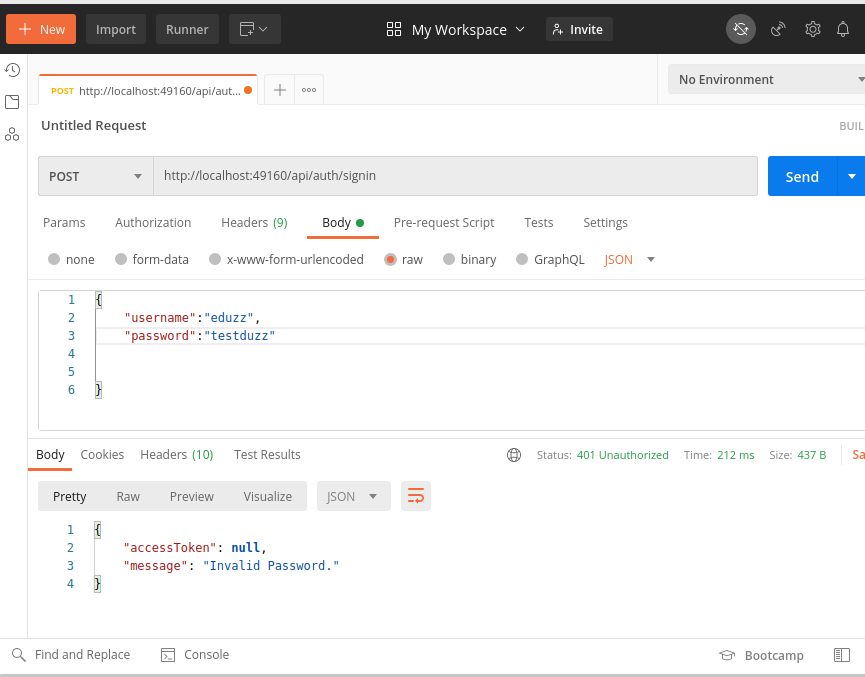 + New Import Runner My Workspace Invite
POST http://localhost:49160/api/aut... No Environment
Untitled Request BUIL
POST http://localhost:49160/api/auth/signin Send
Params Authorization Headers (9) Body Pre-request Script Tests Settings
none form-data x-www-form-urlencoded raw binary GraphQL JSON
1 {
2 "username":"eduzz",
3 "password":"testduzz"
4
5
6 }
Body Cookies Headers (10) Test Results Status: 401 Unauthorized Time: 212 ms Size: 437 B Sa
Pretty Raw Preview Visualize JSON
1 {
2 "accessToken": null,
3 "message": "Invalid Password."
4 }
Find and Replace Console Bootcamp